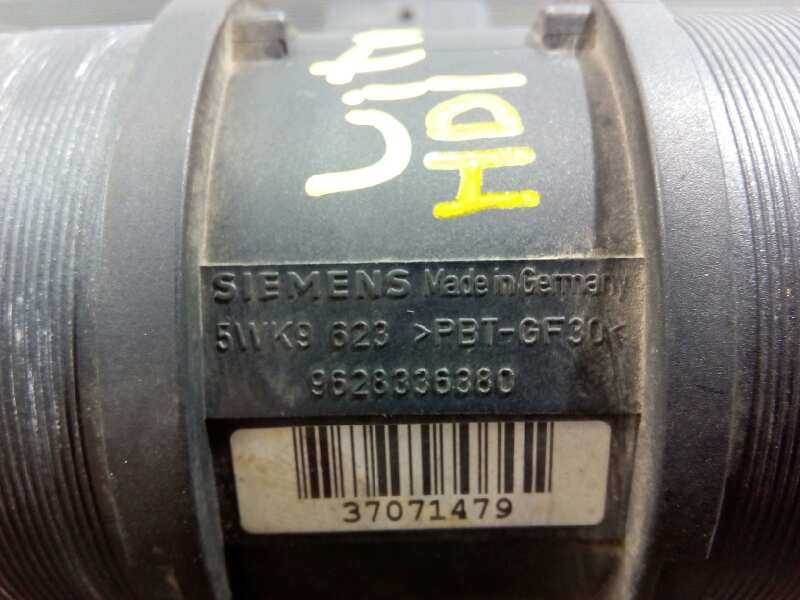 HDI
SIEMENS Made in Germany
5WK9 623 >PBT-GF30<
9628336380
37071479